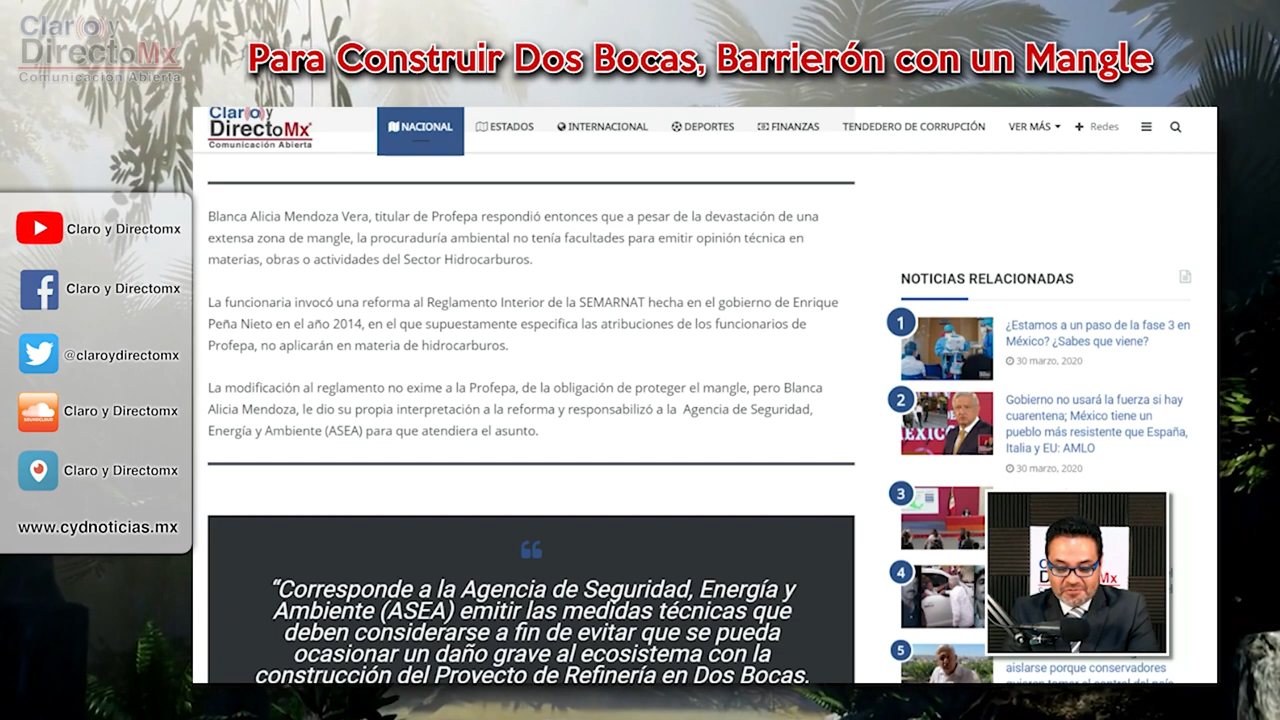 Claro y
DirectoMx
Comunicación Abierta
Para Construir Dos Bocas, Barrierón con un Mangle
Claro y
DirectoMx
Comunicación Abierta
NACIONAL
ESTADOS
INTERNACIONAL
DEPORTES
FINANZAS
TENDEDERO DE CORRUPCIÓN
VER MÁS
Redes
Claro y Directomx
Claro y Directomx
@claroydirectomx
SOUNDCLOUD
Claro y Directomx
Claro y Directomx
www.cydnoticias.mx
Blanca Alicia Mendoza Vera, titular de Profepa respondió entonces que a pesar de la devastación de una
extensa zona de mangle, la procuraduría ambiental no tenía facultades para emitir opinión técnica en
materias, obras o actividades del Sector Hidrocarburos.
La funcionaria invocó una reforma al Reglamento Interior de la SEMARNAT hecha en el gobierno de Enrique
Peña Nieto en el año 2014, en el que supuestamente especifica las atribuciones de los funcionarios de
Profepa, no aplicarán en materia de hidrocarburos.
La modificación al reglamento no exime a la Profepa, de la obligación de proteger el mangle, pero Blanca
Alicia Mendoza, le dio su propia interpretación a la reforma y responsabilizó a la Agencia de Seguridad,
Energía y Ambiente (ASEA) para que atendiera el asunto.
“Corresponde a la Agencia de Seguridad, Energía y
Ambiente (ASEA) emitir las medidas técnicas que
deben considerarse a fin de evitar que se pueda
ocasionar un daño grave al ecosistema con la
construcción del Proyecto de Refinería en Dos Bocas,
NOTICIAS RELACIONADAS
1
¿Estamos a un paso de la fase 3 en
México? ¿Sabes que viene?
30 marzo, 2020
2
MÉXICO
Gobierno no usará la fuerza si hay
cuarentena; México tiene un
pueblo más resistente que España,
Italia y EU: AMLO
30 marzo, 2020
3
4
5
aislarse porque conservadores
quieren tomar el control del país